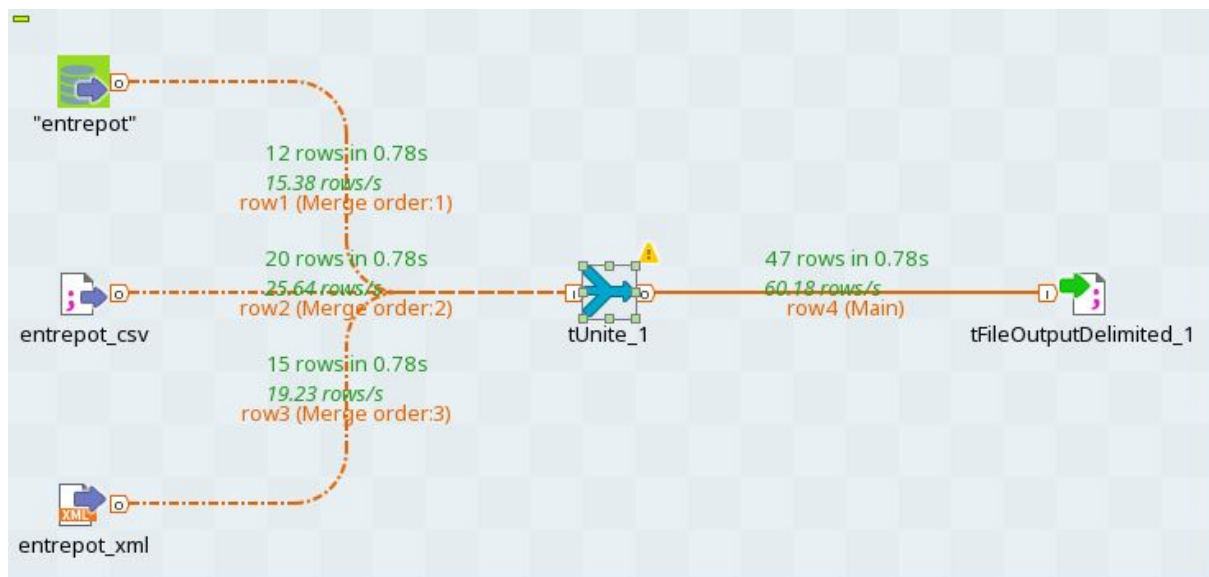 "entrepot"
12 rows in 0.78s
15.38 rows/s
row1 (Merge order:1)
20 rows in 0.78s
25.64 rows/s
row2 (Merge order:2)
47 rows in 0.78s
60.18 rows/s
row4 (Main)
entrepot_csv
tUnite_1
tFileOutputDelimited_1
15 rows in 0.78s
19.23 rows/s
row3 (Merge order:3)
XML
entrepot_xml